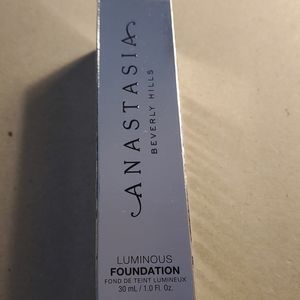 ANASTASIA
BEVERLY HILLS
LUMINOUS
FOUNDATION
FOND DE TEINT LUMINEUX
30 mL / 1.0 Fl. Oz.